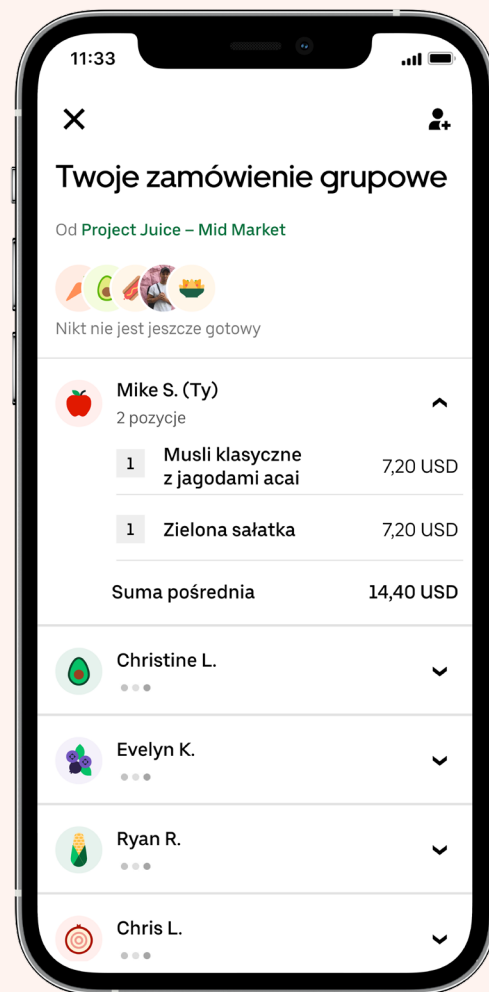 11:33
Twoje zamówienie grupowe
Od Project Juice – Mid Market
Nikt nie jest jeszcze gotowy
Mike S. (Ty)
2 pozycje
1 Musli klasyczne
z jagodami acai 7,20 USD
1 Zielona sałatka 7,20 USD
Suma pośrednia 14,40 USD
Christine L.
Evelyn K.
Ryan R.
Chris L.